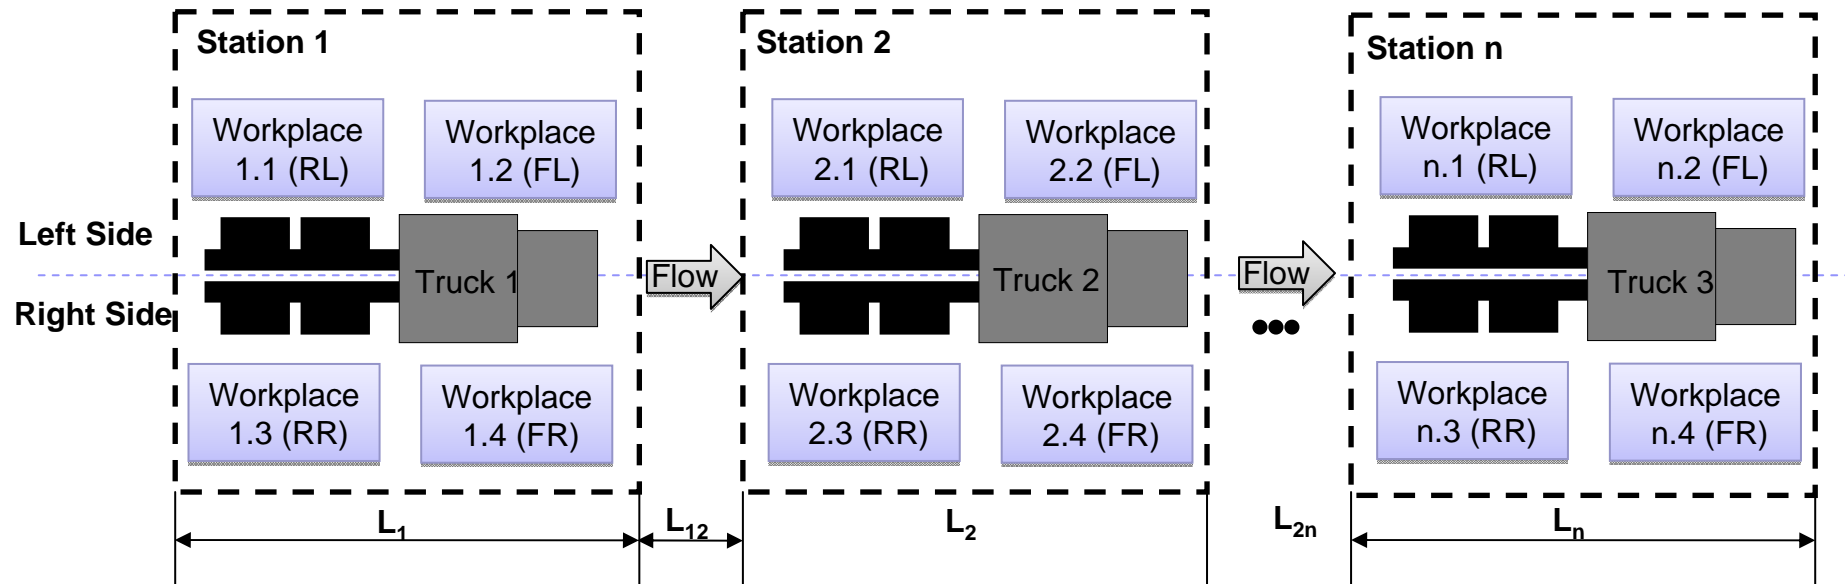 Station 1
Station 2
Station n
Workplace
1.1 (RL)
Workplace
1.2 (FL)
Workplace
2.1 (RL)
Workplace
2.2 (FL)
Workplace
n.1 (RL)
Workplace
n.2 (FL)
Left Side
Right Side
Truck 1
Flow
Truck 2
Flow
Truck 3
Workplace
1.3 (RR)
Workplace
1.4 (FR)
Workplace
2.3 (RR)
Workplace
2.4 (FR)
Workplace
n.3 (RR)
Workplace
n.4 (FR)
L1
L12
L2
L2n
Ln